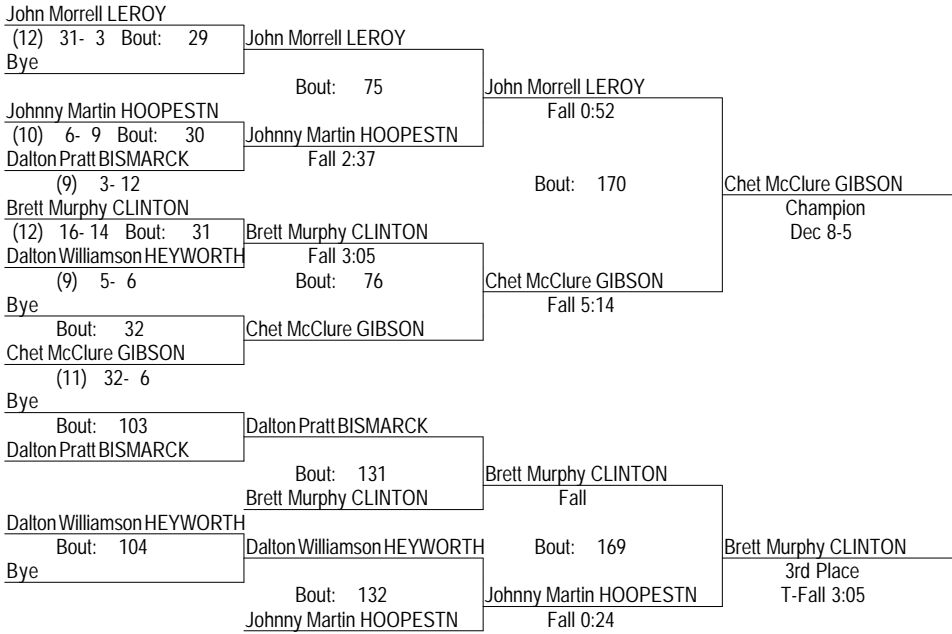 John Morrell LEROY
(12) 31- 3 Bout: 29 John Morrell LEROY
Bye
Bout: 75 John Morrell LEROY
Johnny Martin HOOPESTN Fall 0:52
(10) 6- 9 Bout: 30 Johnny Martin HOOPESTN
Dalton Pratt BISMARCK Fall 2:37
(9) 3- 12 Bout: 170 Chet McClure GIBSON
Brett Murphy CLINTON Champion
(12) 16- 14 Bout: 31 Brett Murphy CLINTON Dec 8-5
Dalton Williamson HEYWORTH Fall 3:05
(9) 5- 6 Bout: 76 Chet McClure GIBSON
Bye Fall 5:14
Bout: 32 Chet McClure GIBSON
Chet McClure GIBSON
(11) 32- 6
Bye
Bout: 103 Dalton Pratt BISMARCK
Dalton Pratt BISMARCK
Bout: 131 Brett Murphy CLINTON
Brett Murphy CLINTON Fall
Dalton Williamson HEYWORTH
Bout: 104 Dalton Williamson HEYWORTH Bout: 169 Brett Murphy CLINTON
Bye 3rd Place
Bout: 132 Johnny Martin HOOPESTN T-Fall 3:05
Johnny Martin HOOPESTN Fall 0:24